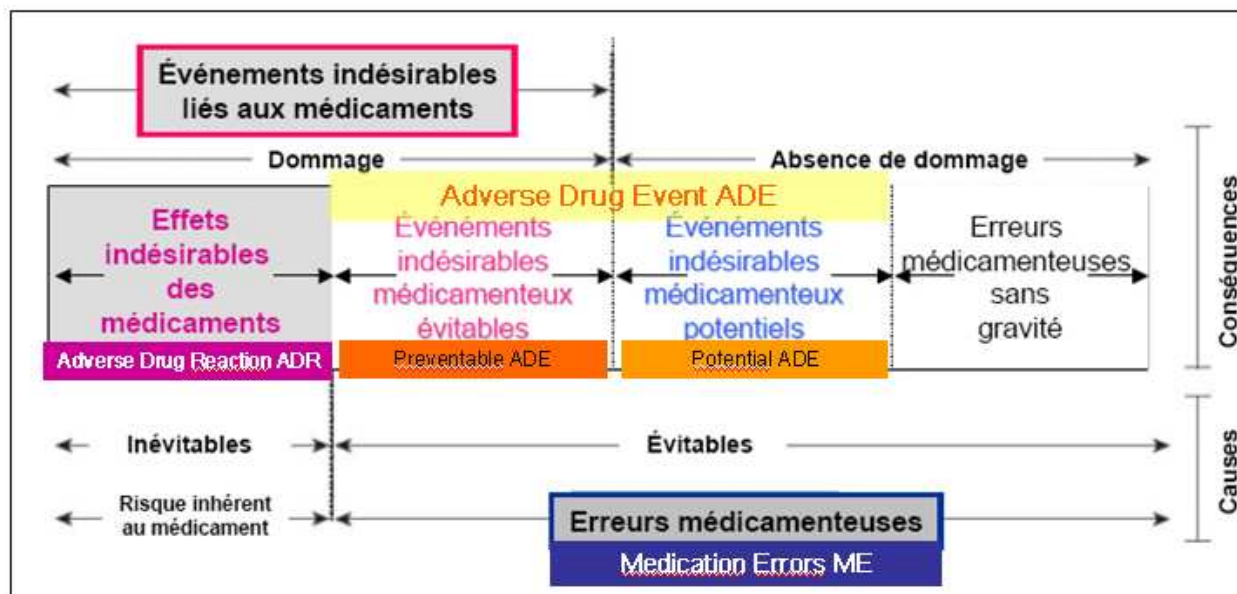 Événements indésirables
liés aux médicaments
Dommage
Absence de dommage
Adverse Drug Event ADE
Effets
indésirables
des
médicaments
Adverse Drug Reaction ADR
Événéments
indésirables
médicamenteux
évitables
Preventable ADE
Événéments
indésirables
médicamenteux
potentiels
Potential ADE
Erreurs
médicamenteuses
sans
gravité
Conséquences
Inévitables
Évitables
Risque inhérent
au médicament
Erreurs médicamenteuses
Medication Errors ME
Causes